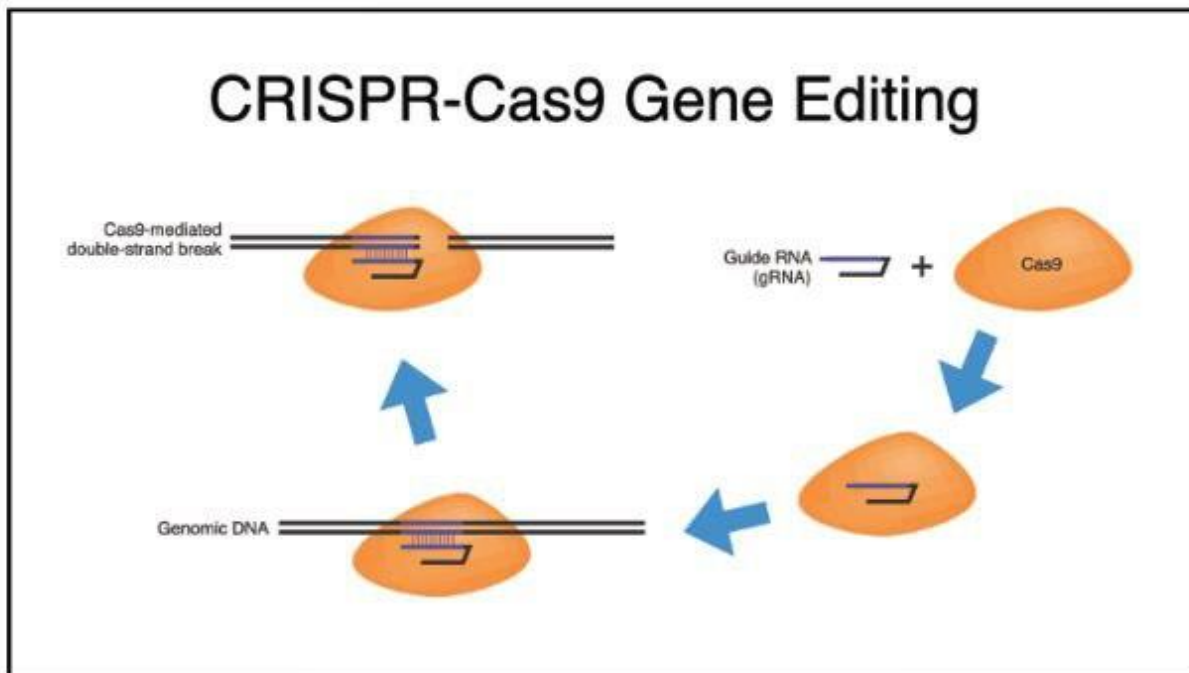 CRISPR-Cas9 Gene Editing
Cas9-mediated
double-strand break
Guide RNA
(gRNA)
+
Cas9
Genomic DNA